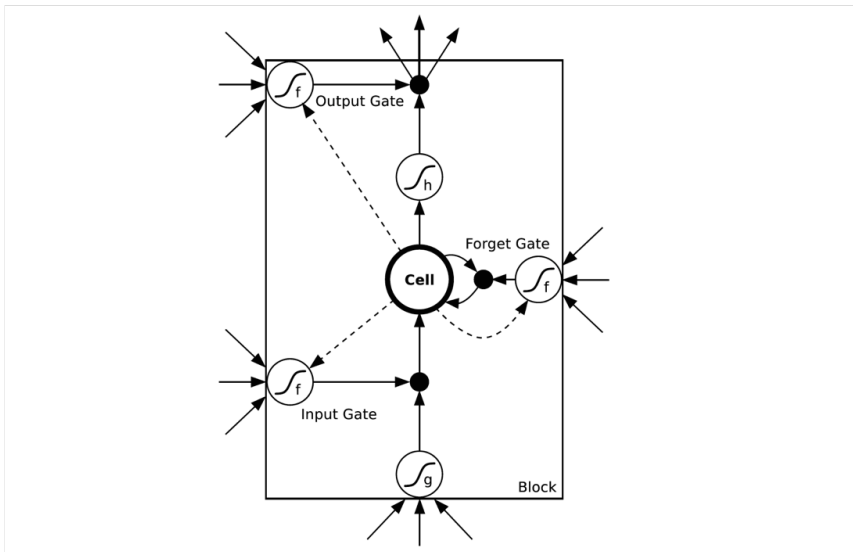 f
Output Gate
h
Forget Gate
Cell
f
f
Input Gate
g
Block